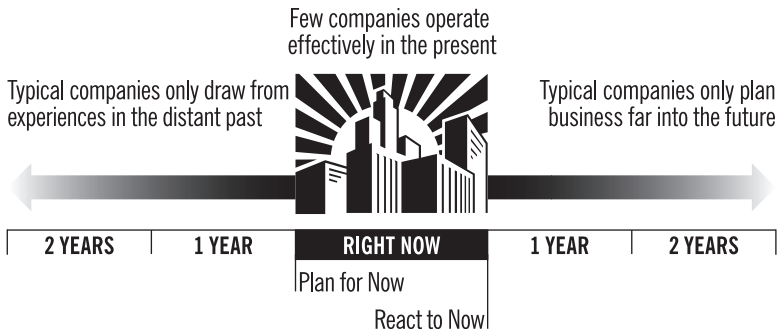 Few companies operate
effectively in the present
Typical companies only draw from
experiences in the distant past
Typical companies only plan
business far into the future
2 YEARS
1 YEAR
RIGHT NOW
1 YEAR
2 YEARS
Plan for Now
React to Now